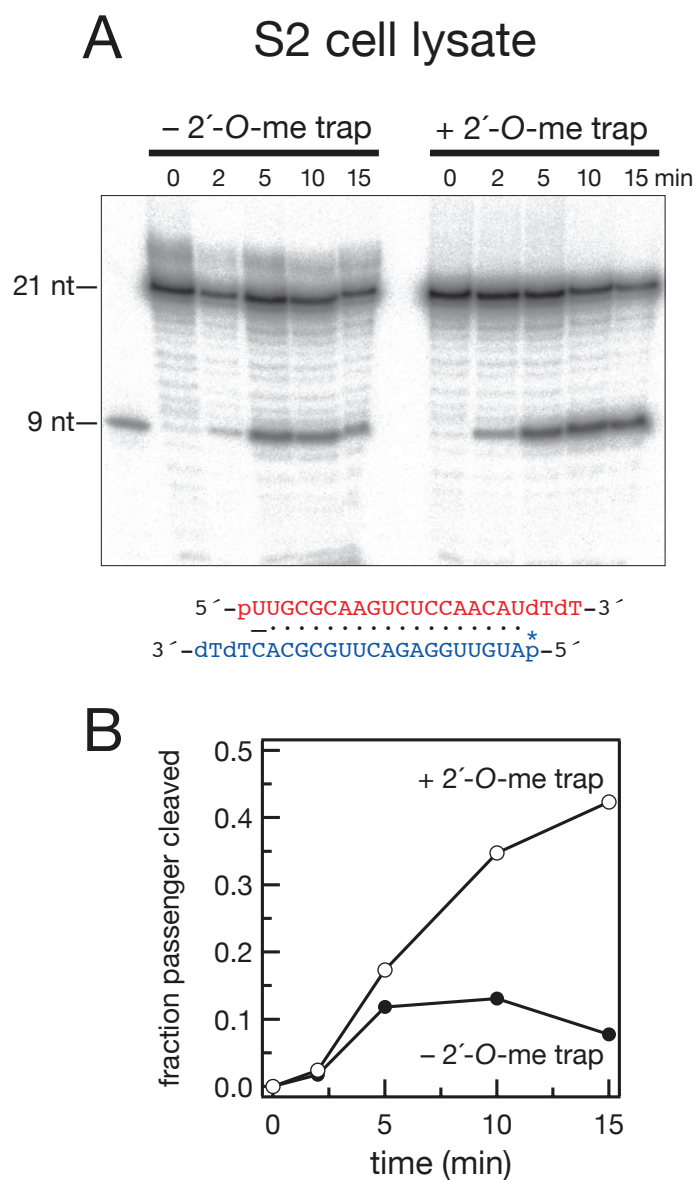 A S2 cell lysate
– 2´-O-me trap + 2´-O-me trap
0 2 5 10 15 0 2 5 10 15 min
21 nt
9 nt
5´-pUUGCGCAAGUCUCCAACAUdTdT-3´
3´-dTdTCACGCGUUCAGAGGUUGUAp-5´
*
B
fraction passenger cleaved
0.5
0.4
0.3
0.2
0.1
0.0
+ 2´-O-me trap
– 2´-O-me trap
0 5 10 15
time (min)